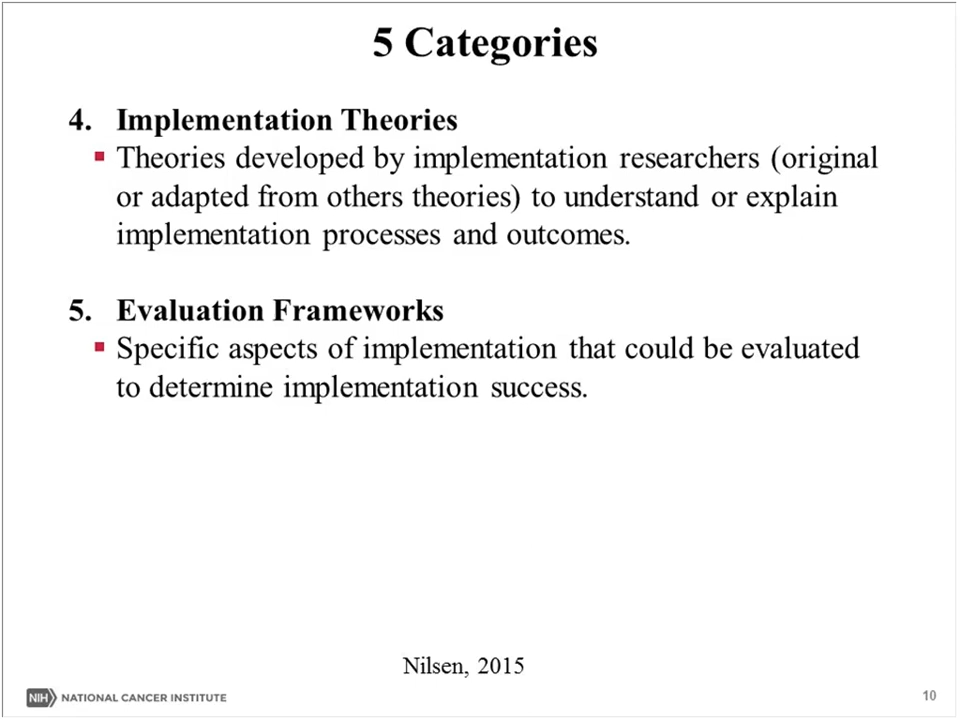 5 Categories
4. Implementation Theories
▪ Theories developed by implementation researchers (original
or adapted from others theories) to understand or explain
implementation processes and outcomes.
5. Evaluation Frameworks
▪ Specific aspects of implementation that could be evaluated
to determine implementation success.
Nilsen, 2015
NIH NATIONAL CANCER INSTITUTE
10